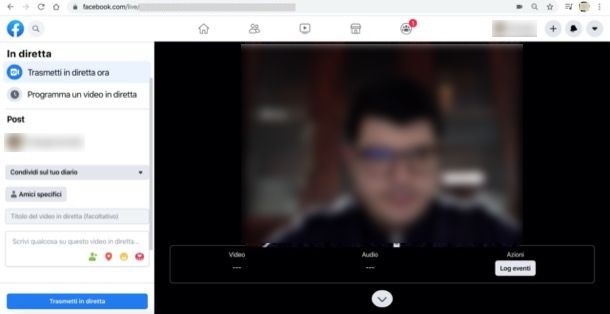 facebook.com/live/
1
In diretta
Trasmetti in diretta ora
Programma un video in diretta
Post
Condividi sul tuo diario
Amici specifici
Titolo del video in diretta (facoltativo)
Scrivi qualcosa su questo video in diretta...
Trasmetti in diretta
Video
---
Audio
---
Azioni
Log eventi